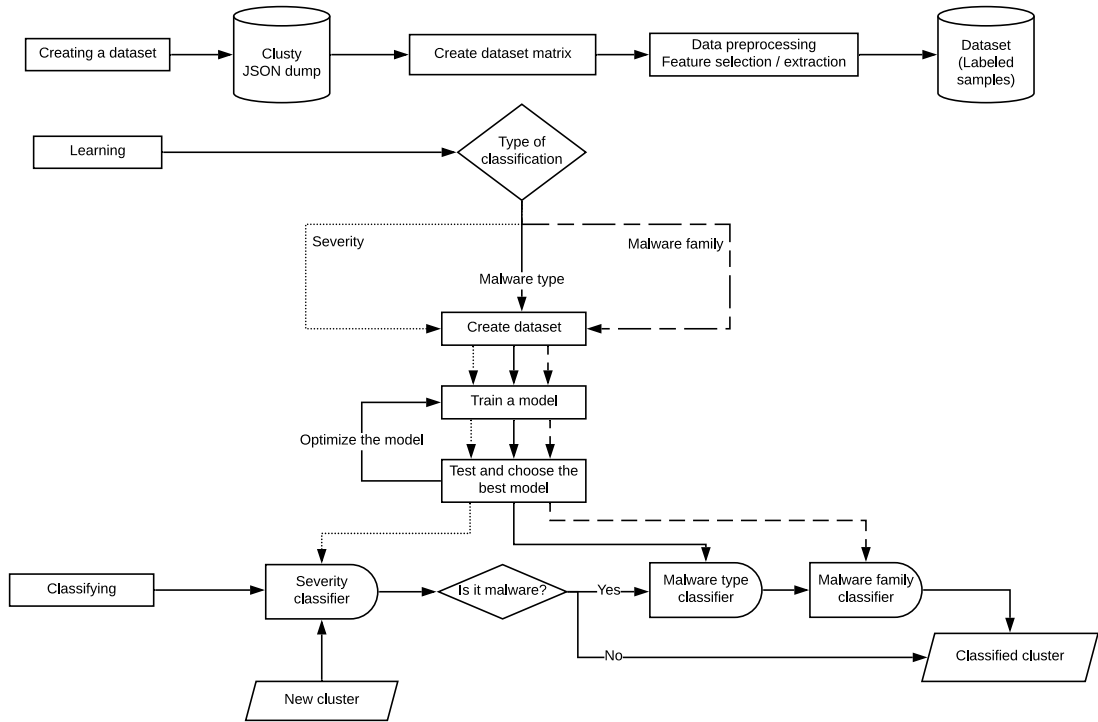 Creating a dataset
Clusty
JSON dump
Create dataset matrix
Data preprocessing
Feature selection / extraction
Dataset
(Labeled
samples)
Learning
Type of
classification
Severity
Malware family
Malware type
Create dataset
Train a model
Optimize the model
Test and choose the
best model
Classifying
Severity
classifier
Is it malware?
Yes
Malware type
classifier
Malware family
classifier
No
Classified cluster
New cluster